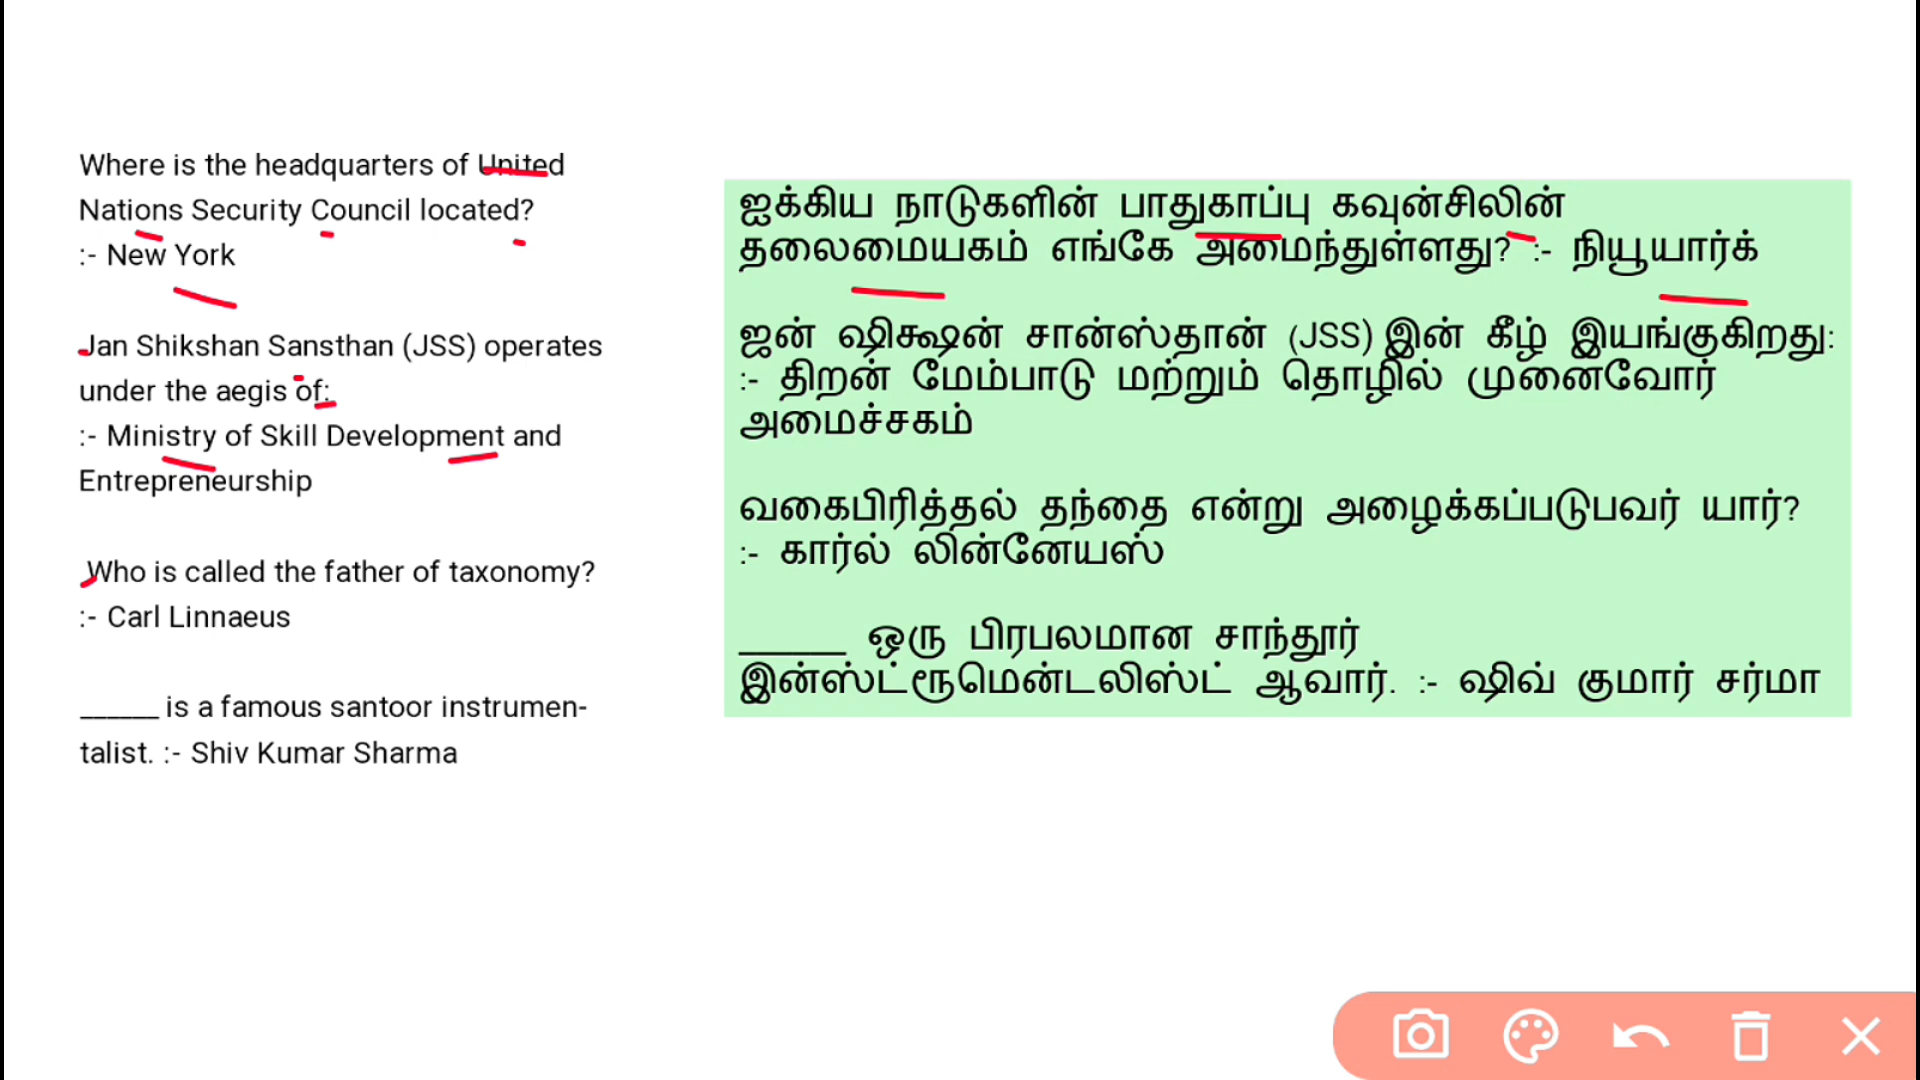 Where is the headquarters of United
Nations Security Council located?
:- New York
Jan Shikshan Sansthan (JSS) operates
under the aegis of:
:- Ministry of Skill Development and
Entrepreneurship
Who is called the father of taxonomy?
:- Carl Linnaeus
______ is a famous santoor instrumen-
talist. :- Shiv Kumar Sharma
ஐக்கிய நாடுகளின் பாதுகாப்பு கவுன்சிலின்
தலைமையகம் எங்கே அமைந்துள்ளது? :- நியூயார்க்
ஜன் ஷிக்ஷன் சான்ஸ்தான் (JSS) இன் கீழ் இயங்குகிறது:
:- திறன் மேம்பாடு மற்றும் தொழில் முனைவோர்
அமைச்சகம்
வகைபிரித்தல் தந்தை என்று அழைக்கப்படுபவர் யார்?
:- கார்ல் லின்னேயஸ்
______ ஒரு பிரபலமான சாந்தூர்
இன்ஸ்ட்ரூமென்டலிஸ்ட் ஆவார். :- ஷிவ் குமார் சர்மா